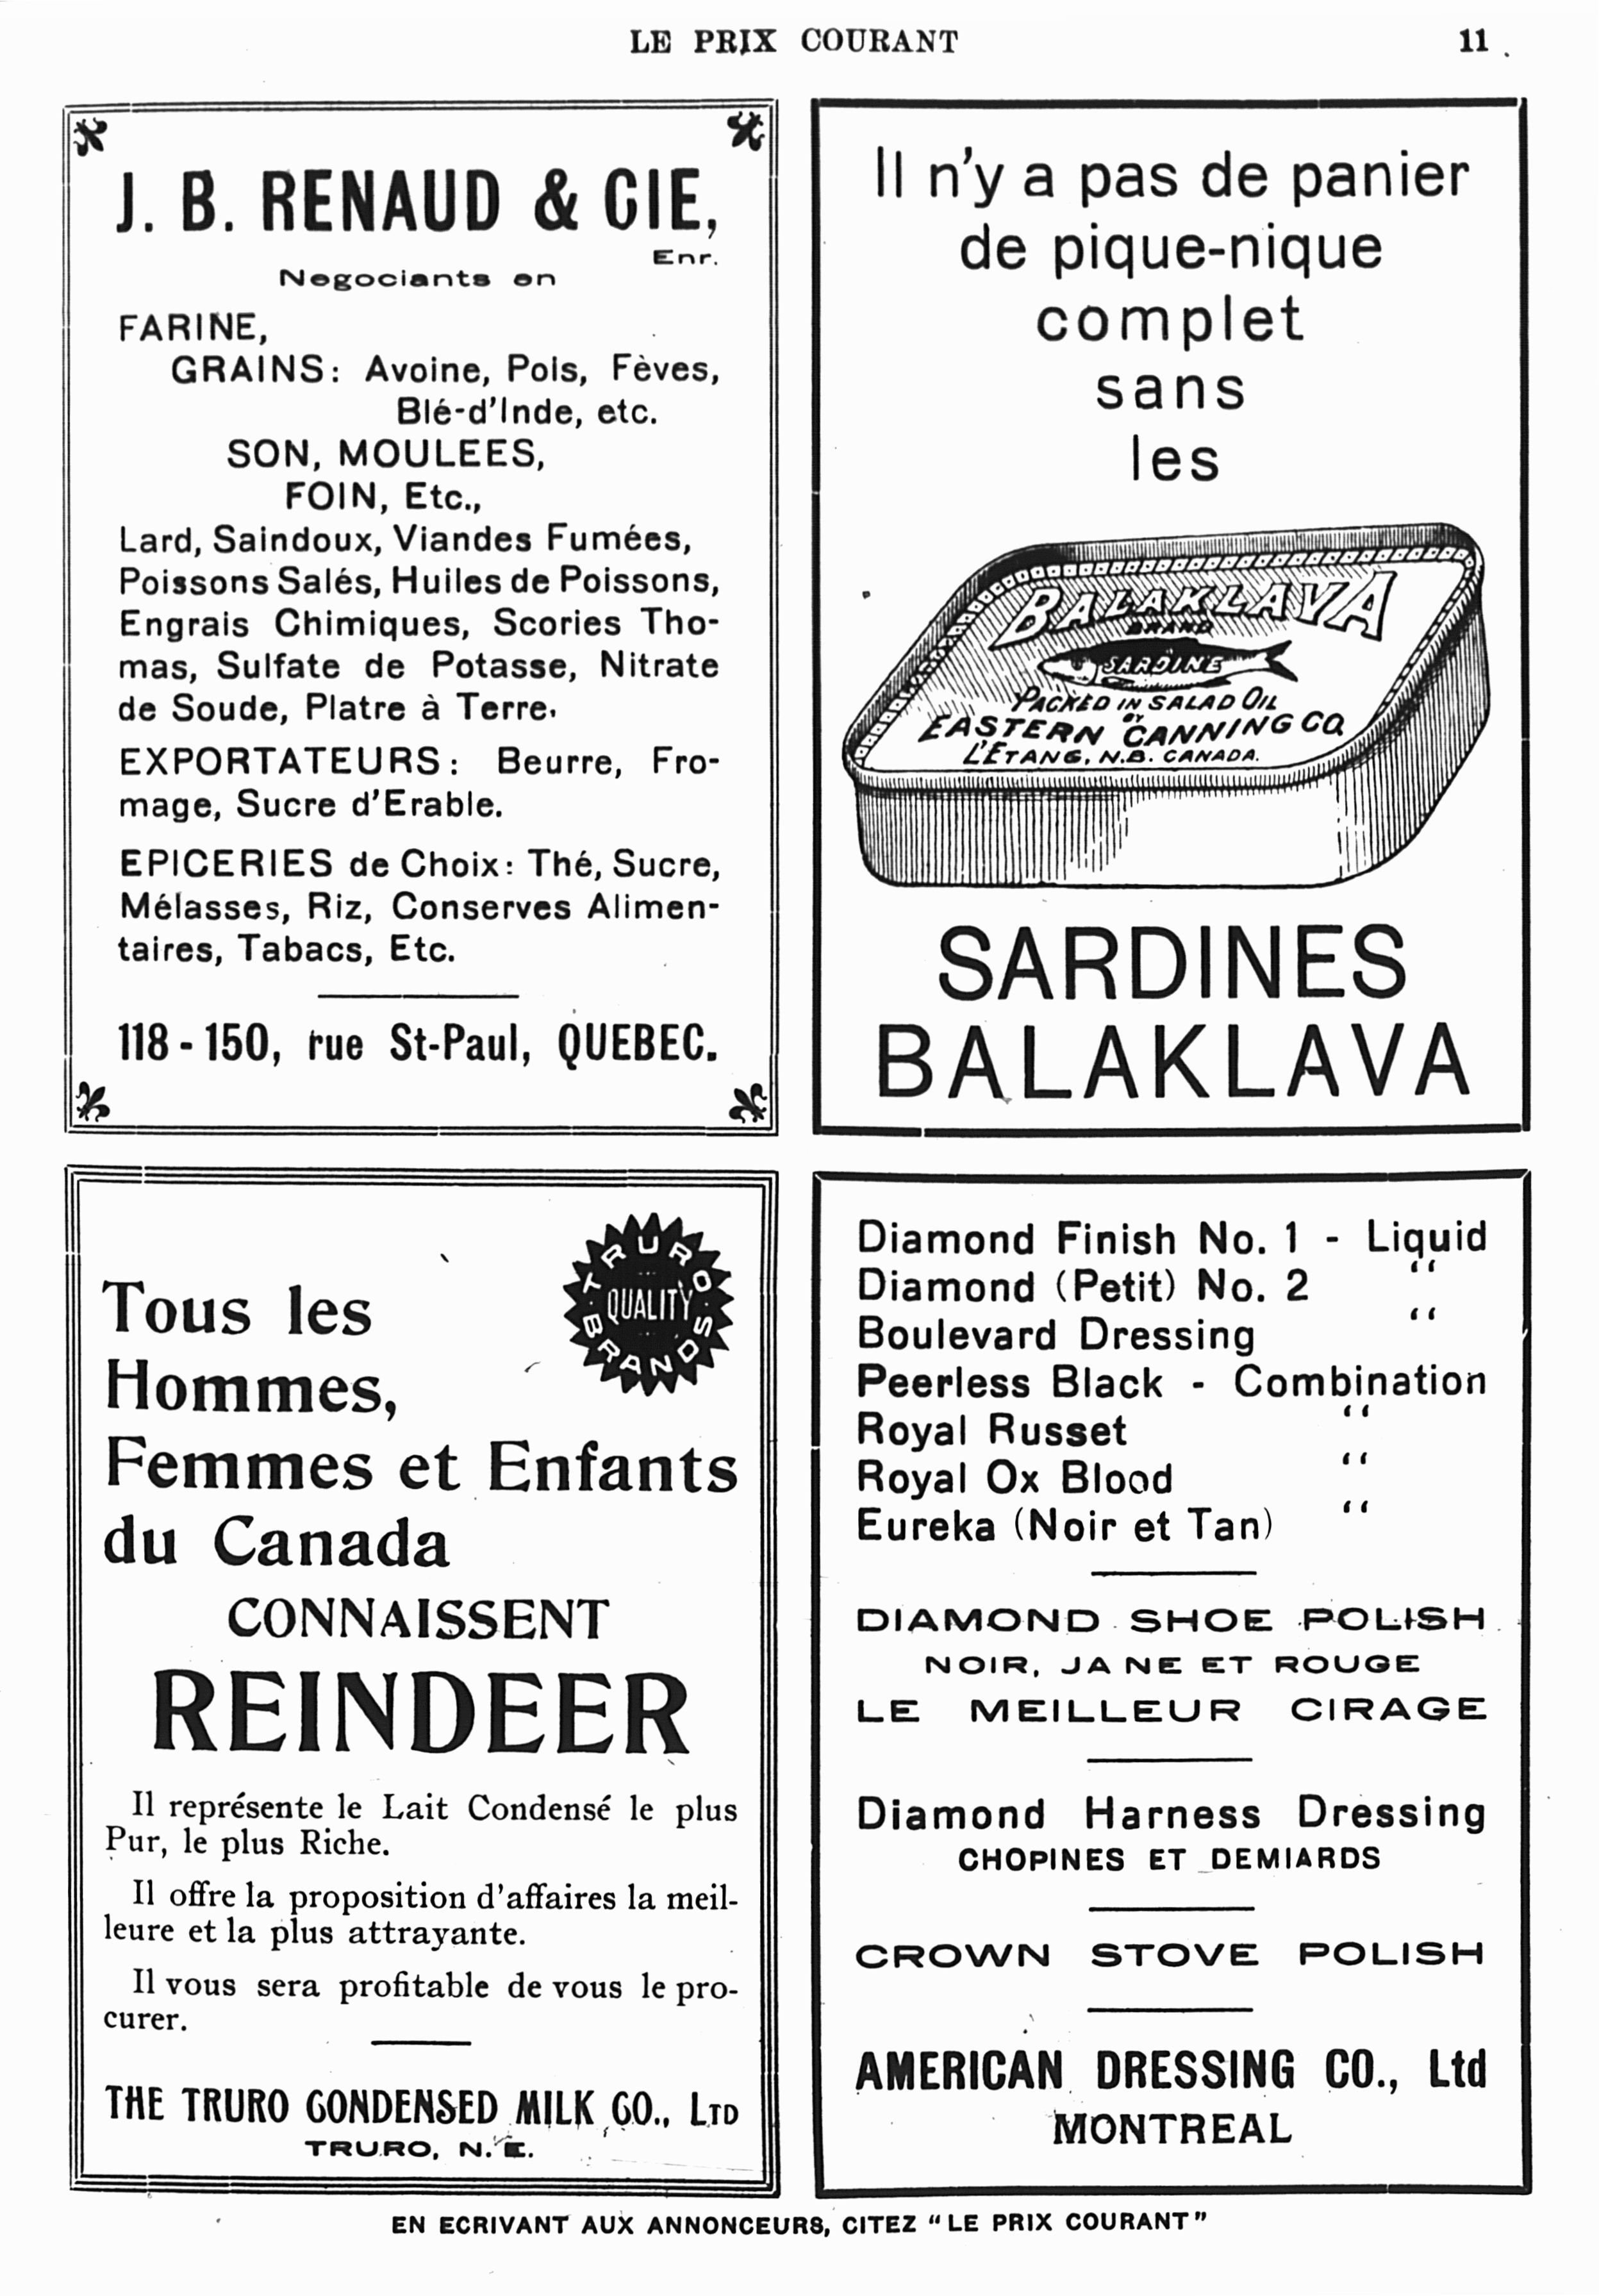 LE PRIX COURANT
11
J. B. RENAUD & CIE,
Enr.
Negociants en
FARINE,
GRAINS: Avoine, Pois, Fèves,
Blé-d'Inde, etc.
SON, MOULEES,
FOIN, Etc.,
Lard, Saindoux, Viandes Fumées,
Poissons Salés, Huiles de Poissons,
Engrais Chimiques, Scories Tho-
mas, Sulfate de Potasse, Nitrate
de Soude, Platre à Terre.
EXPORTATEURS: Beurre, Fro-
mage, Sucre d'Erable.
EPICERIES de Choix: Thé, Sucre,
Mélasses, Riz, Conserves Alimen-
taires, Tabacs, Etc.
118-150, rue St-Paul, QUEBEC.
Il n'y a pas de panier
de pique-nique
complet
sans
les
BALAKLAVA
BRAND
SARDINE
PACKED IN SALAD OIL
BY
EASTERN CANNING CO.
L'ETANG, N.B. CANADA.
SARDINES
BALAKLAVA
TRURO
QUALITY
BRANDS
Tous les
Hommes,
Femmes et Enfants
du Canada
CONNAISSENT
REINDEER
Il représente le Lait Condensé le plus
Pur, le plus Riche.
Il offre la proposition d'affaires la meil-
leure et la plus attrayante.
Il vous sera profitable de vous le pro-
curer.
THE TRURO CONDENSED MILK CO., LTD
TRURO, N. E.
Diamond Finish No. 1 - Liquid
Diamond (Petit) No. 2 "
Boulevard Dressing "
Peerless Black - Combination
Royal Russet "
Royal Ox Blood "
Eureka (Noir et Tan) "
DIAMOND SHOE POLISH
NOIR, JA NE ET ROUGE
LE MEILLEUR CIRAGE
Diamond Harness Dressing
CHOPINES ET DEMIARDS
CROWN STOVE POLISH
AMERICAN DRESSING CO., Ltd
MONTREAL
EN ECRIVANT AUX ANNONCEURS, CITEZ "LE PRIX COURANT"